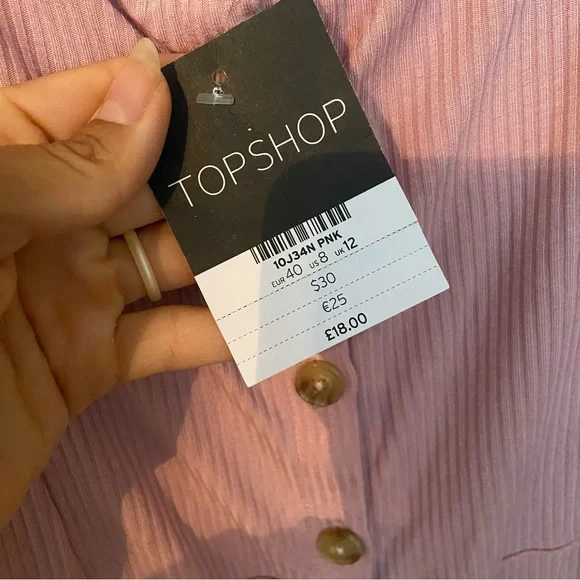 TOPSHOP
10J34N PNK
EUR 40 US 8 UK 12
$30
€25
£18.00